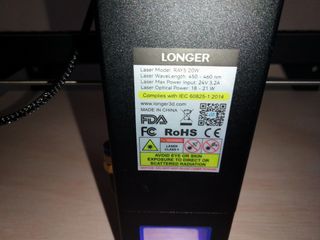 LONGER
Laser Model: RAY5 20W
Laser WaveLength: 450 - 460 nm
Laser Max Power Input: 24V 3.2A
Laser Optical Power: 18 - 21 W
Complies with IEC 60825-1:2014
www.longer3d.com
MADE IN CHINA
FDA
FC RoHS
LASER
CLASS 1
AVOID EYE OR SKIN
EXPOSURE TO DIRECT OR
SCATTERED RADIATION